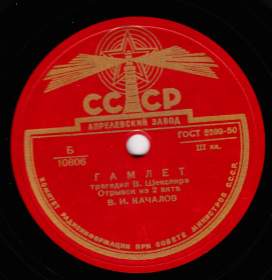 СССР
АПРЕЛЕВСКИЙ ЗАВОД
Б
10806
ГОСТ 5289-50
III кл.
ГАМЛЕТ
трагедия В. Шекспира
Отрывок из 2 акта
В. И. КАЧАЛОВ
КОМИТЕТ РАДИОИНФОРМАЦИИ ПРИ СОВЕТЕ МИНИСТРОВ СССР